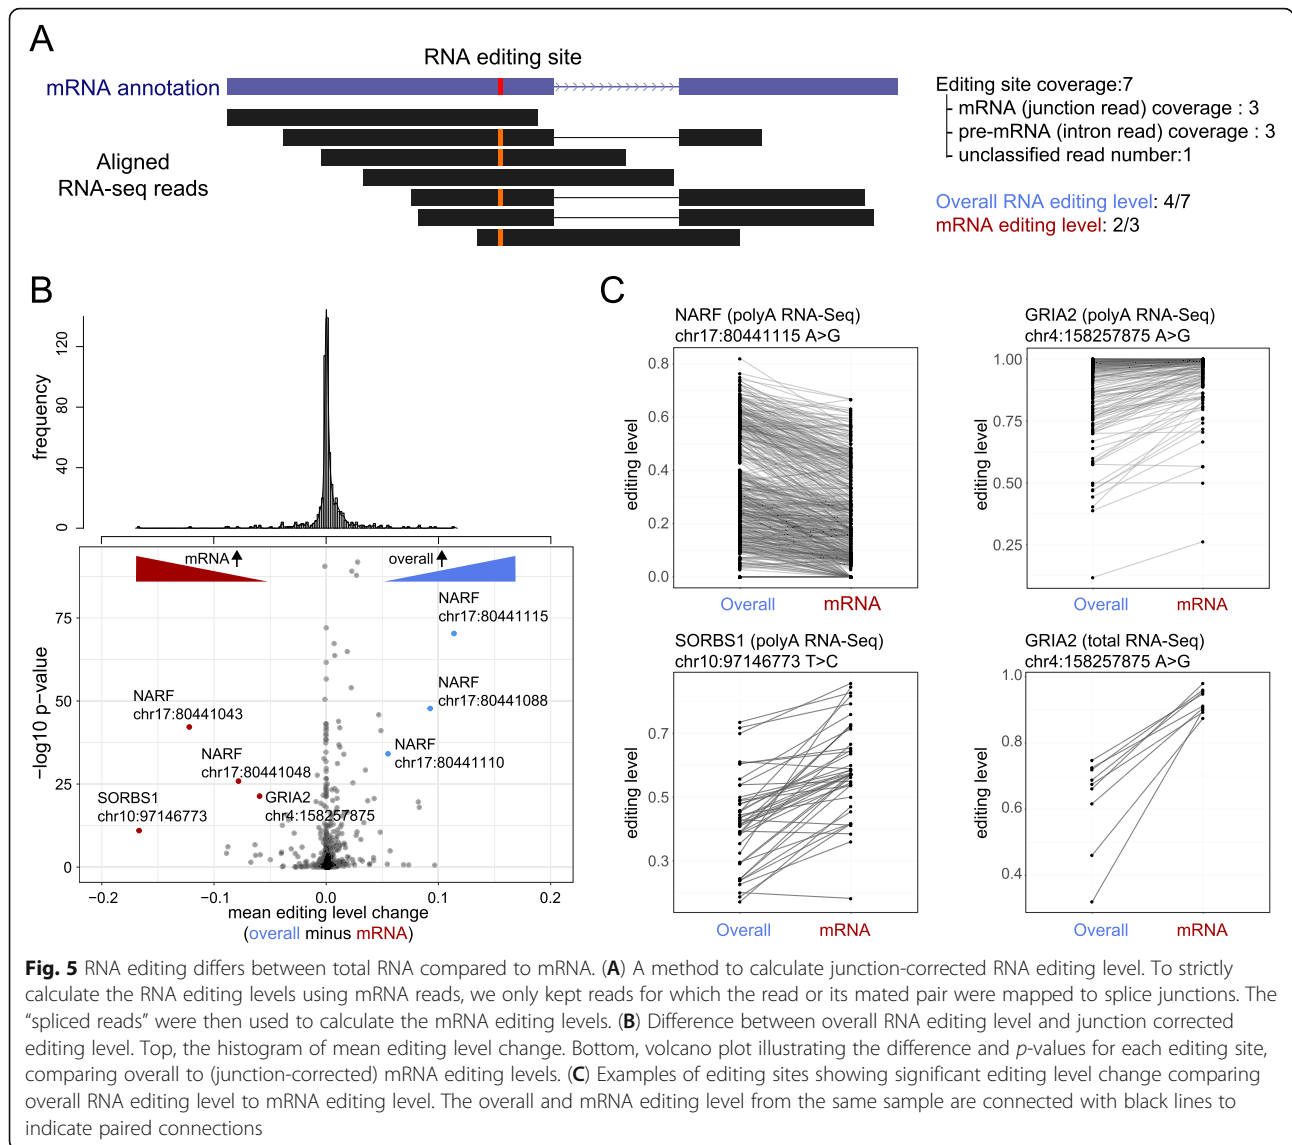 A
RNA editing site
mRNA annotation
Aligned
RNA-seq reads
Editing site coverage:7
mRNA (junction read) coverage : 3
pre-mRNA (intron read) coverage : 3
unclassified read number:1
Overall RNA editing level: 4/7
mRNA editing level: 2/3
B
frequency
120
80
40
0
mRNA
overall
−log10 p−value
75
50
25
0
NARF
chr17:80441115
NARF
chr17:80441088
NARF
chr17:80441110
NARF
chr17:80441043
NARF
chr17:80441048
GRIA2
chr4:158257875
SORBS1
chr10:97146773
−0.2 −0.1 0.0 0.1 0.2
mean editing level change
(overall minus mRNA)
C
NARF (polyA RNA-Seq)
chr17:80441115 A>G
editing level
0.8
0.6
0.4
0.2
0.0
Overall mRNA
GRIA2 (polyA RNA-Seq)
chr4:158257875 A>G
editing level
1.00
0.75
0.50
0.25
Overall mRNA
SORBS1 (polyA RNA-Seq)
chr10:97146773 T>C
editing level
0.7
0.5
0.3
Overall mRNA
GRIA2 (total RNA-Seq)
chr4:158257875 A>G
editing level
1.0
0.8
0.6
0.4
Overall mRNA
Fig. 5 RNA editing differs between total RNA compared to mRNA. (A) A method to calculate junction-corrected RNA editing level. To strictly
calculate the RNA editing levels using mRNA reads, we only kept reads for which the read or its mated pair were mapped to splice junctions. The
“spliced reads” were then used to calculate the mRNA editing levels. (B) Difference between overall RNA editing level and junction corrected
editing level. Top, the histogram of mean editing level change. Bottom, volcano plot illustrating the difference and p-values for each editing site,
comparing overall to (junction-corrected) mRNA editing levels. (C) Examples of editing sites showing significant editing level change comparing
overall RNA editing level to mRNA editing level. The overall and mRNA editing level from the same sample are connected with black lines to
indicate paired connections